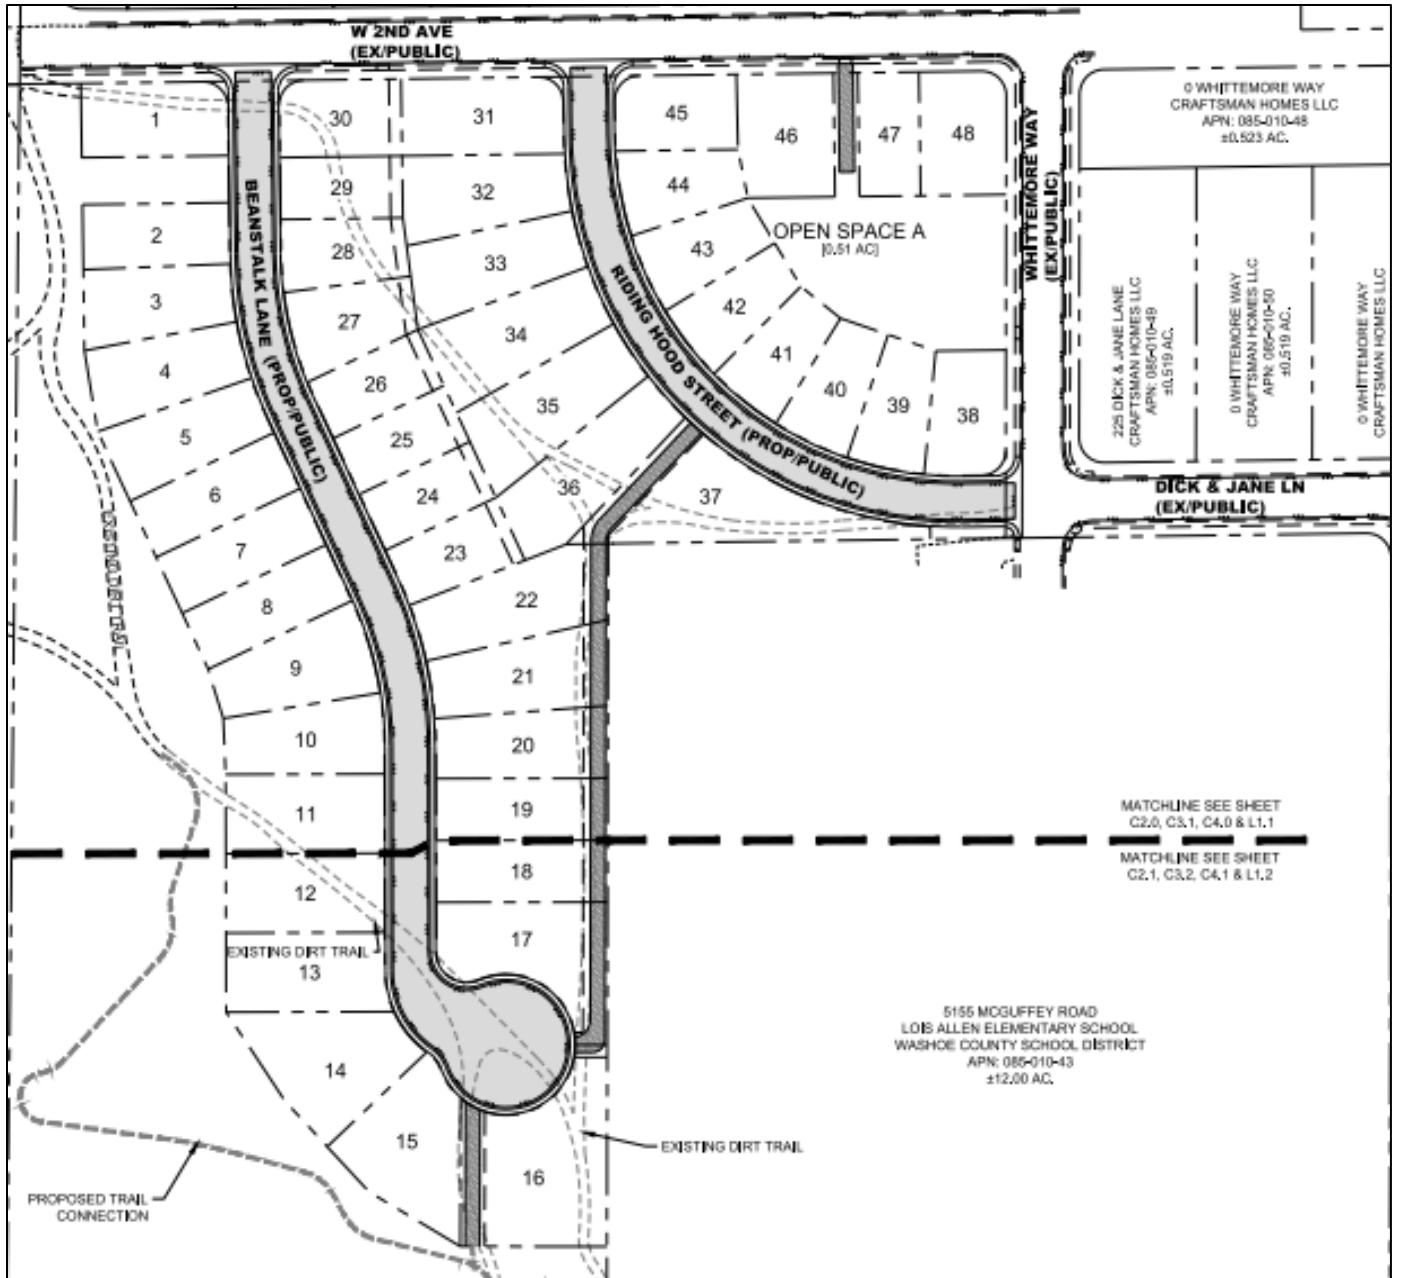 W 2ND AVE
(EX/PUBLIC)
0 WHITTEMORE WAY
CRAFTSMAN HOMES LLC
APN: 085-010-48
±0.523 AC.
1
30
31
45
46
47
48
29
32
44
BEANSTALK LANE (PROP/PUBLIC)
WHITTEMORE WAY
(EX/PUBLIC)
2
28
33
43
OPEN SPACE A
[0.51 AC]
RIDING HOOD STREET (PROP/PUBLIC)
225 DICK & JANE LANE
CRAFTSMAN HOMES LLC
APN: 085-010-49
±0.519 AC.
0 WHITTEMORE WAY
CRAFTSMAN HOMES LLC
APN: 085-010-50
±0.519 AC.
0 WHITTEMORE WAY
CRAFTSMAN HOMES LLC
3
27
34
42
4
26
41
40
35
39
38
5
25
6
24
36
37
DICK & JANE LN
(EX/PUBLIC)
7
23
8
22
9
21
10
20
11
19
MATCHLINE SEE SHEET
C2.0, C3.1, C4.0 & L1.1
MATCHLINE SEE SHEET
C2.1, C3.2, C4.1 & L1.2
12
18
EXISTING DIRT TRAIL
17
13
5155 MCGUFFEY ROAD
LOIS ALLEN ELEMENTARY SCHOOL
WASHOE COUNTY SCHOOL DISTRICT
APN: 085-010-43
±12.00 AC.
14
15
EXISTING DIRT TRAIL
16
PROPOSED TRAIL
CONNECTION